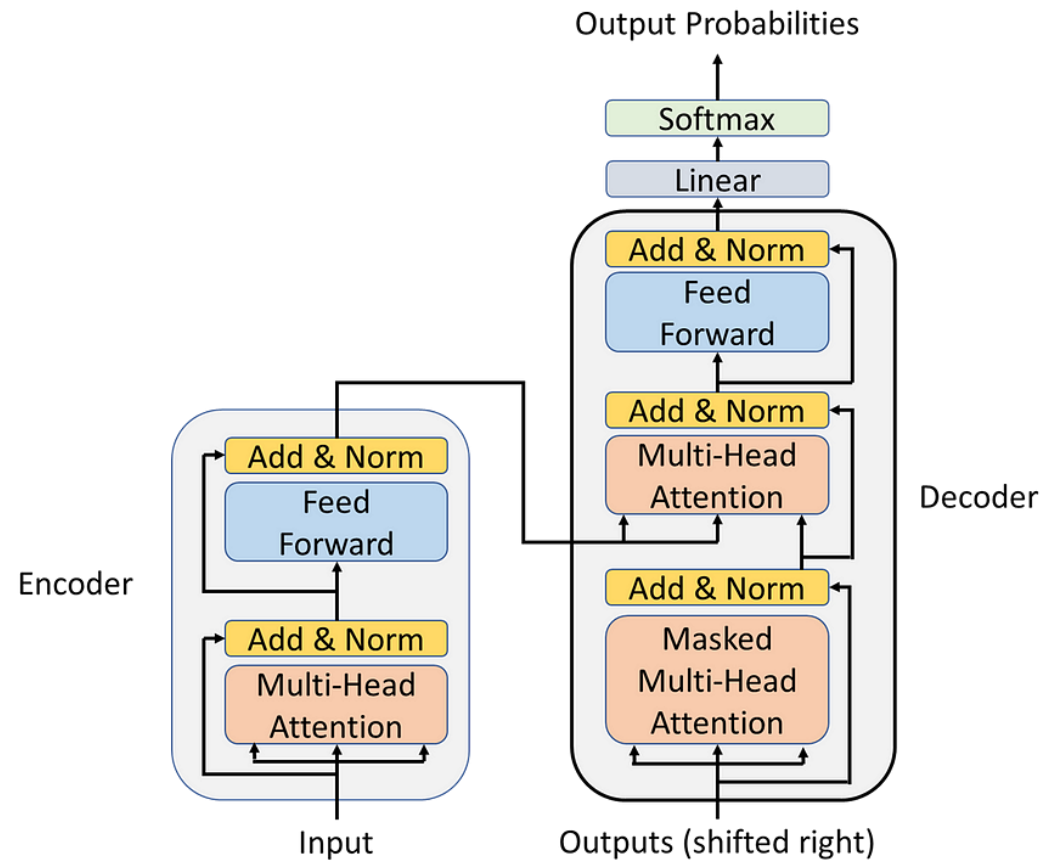 Output Probabilities
Softmax
Linear
Add & Norm
Feed
Forward
Add & Norm
Multi-Head
Attention
Decoder
Add & Norm
Masked
Multi-Head
Attention
Outputs (shifted right)
Add & Norm
Feed
Forward
Encoder
Add & Norm
Multi-Head
Attention
Input